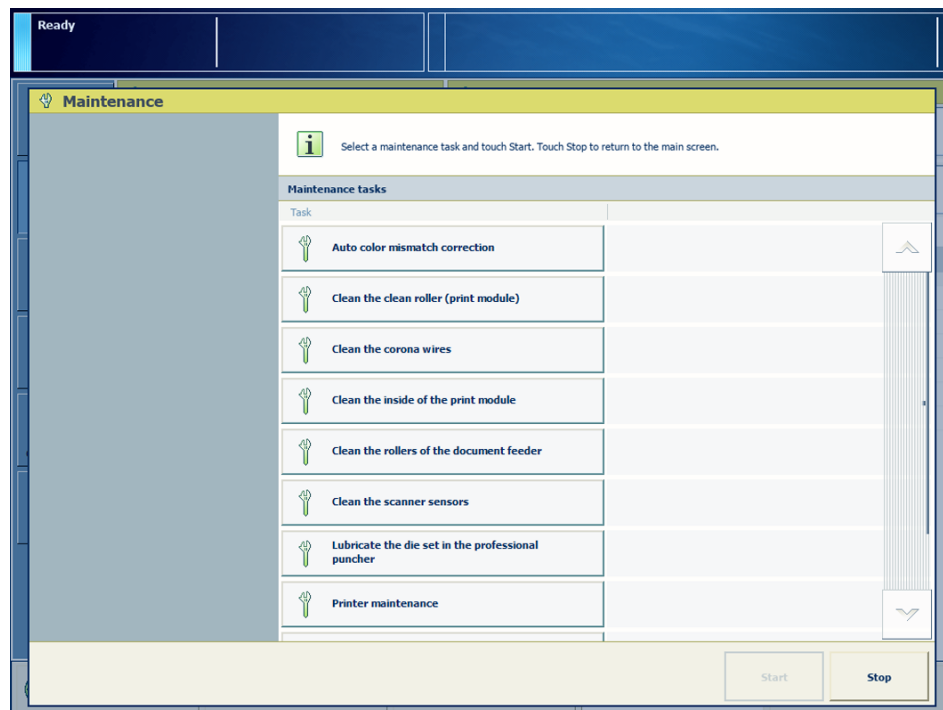 Ready
Maintenance
i
Select a maintenance task and touch Start. Touch Stop to return to the main screen.
Maintenance tasks
Task
Auto color mismatch correction
Clean the clean roller (print module)
Clean the corona wires
Clean the inside of the print module
Clean the rollers of the document feeder
Clean the scanner sensors
Lubricate the die set in the professional
puncher
Printer maintenance
Start
Stop